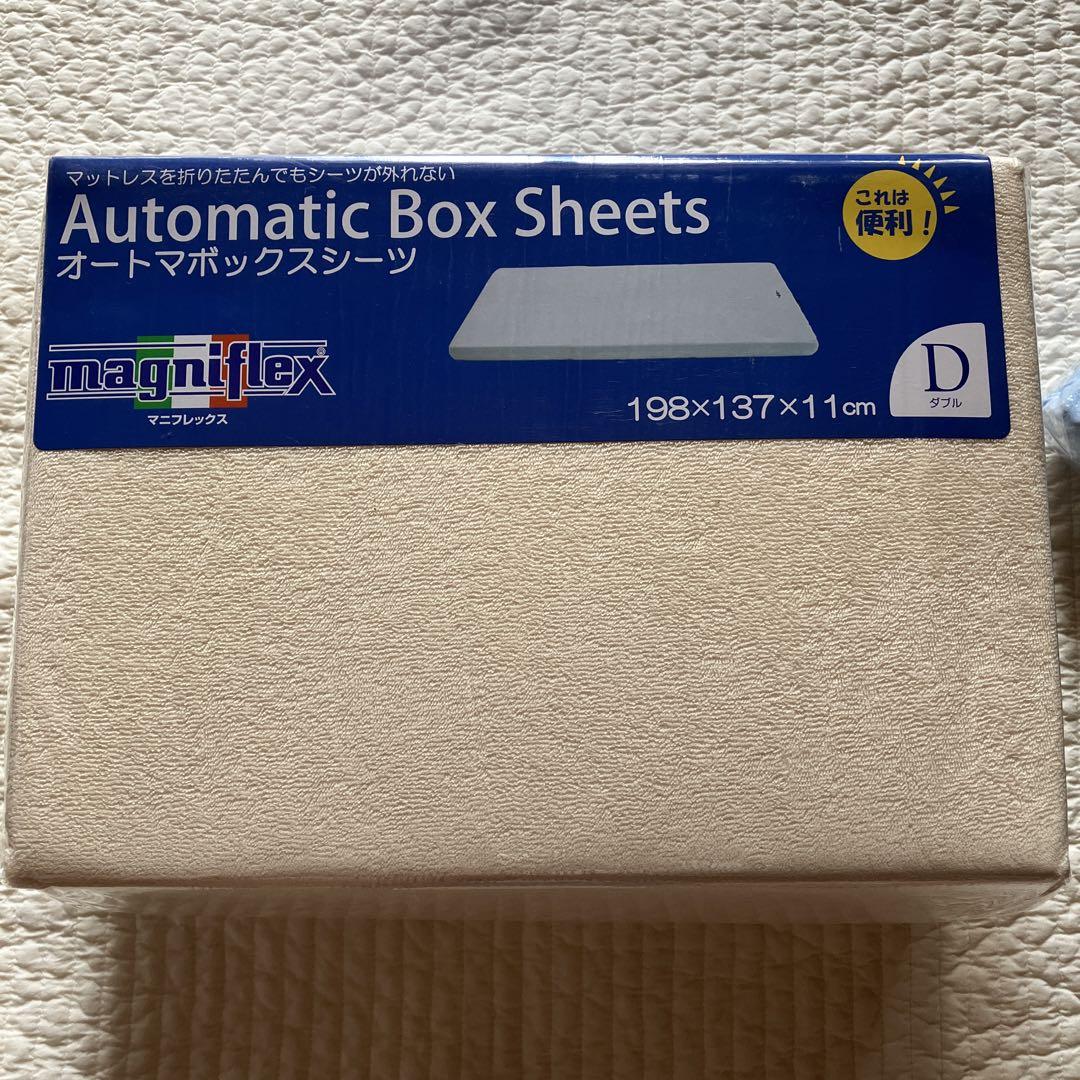 マットレスを折りたたんでもシーツが外れない
Automatic Box Sheets
オートマボックスシーツ
これは
便利！
magniflex®
マニフレックス
198×137×11cm
D
ダブル